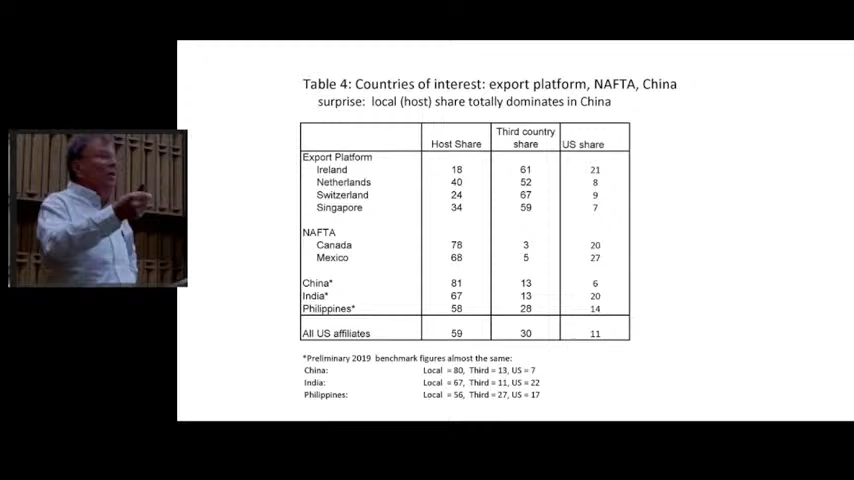 Table 4: Countries of interest: export platform, NAFTA, China
surprise: local (host) share totally dominates in China
Host Share Third country share US share
Export Platform
Ireland 18 61 21
Netherlands 40 52 8
Switzerland 24 67 9
Singapore 34 59 7
NAFTA
Canada 78 3 20
Mexico 68 5 27
China* 81 13 6
India* 67 13 20
Philippines* 58 28 14
All US affiliates 59 30 11
*Preliminary 2019 benchmark figures almost the same:
China: Local = 80, Third = 13, US = 7
India: Local = 67, Third = 11, US = 22
Philippines: Local = 56, Third = 27, US = 17